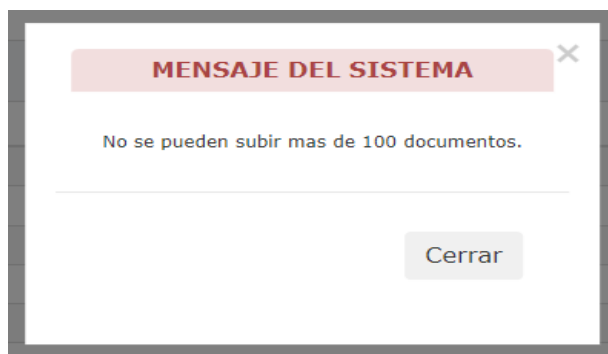 MENSAJE DEL SISTEMA
No se pueden subir mas de 100 documentos.
Cerrar